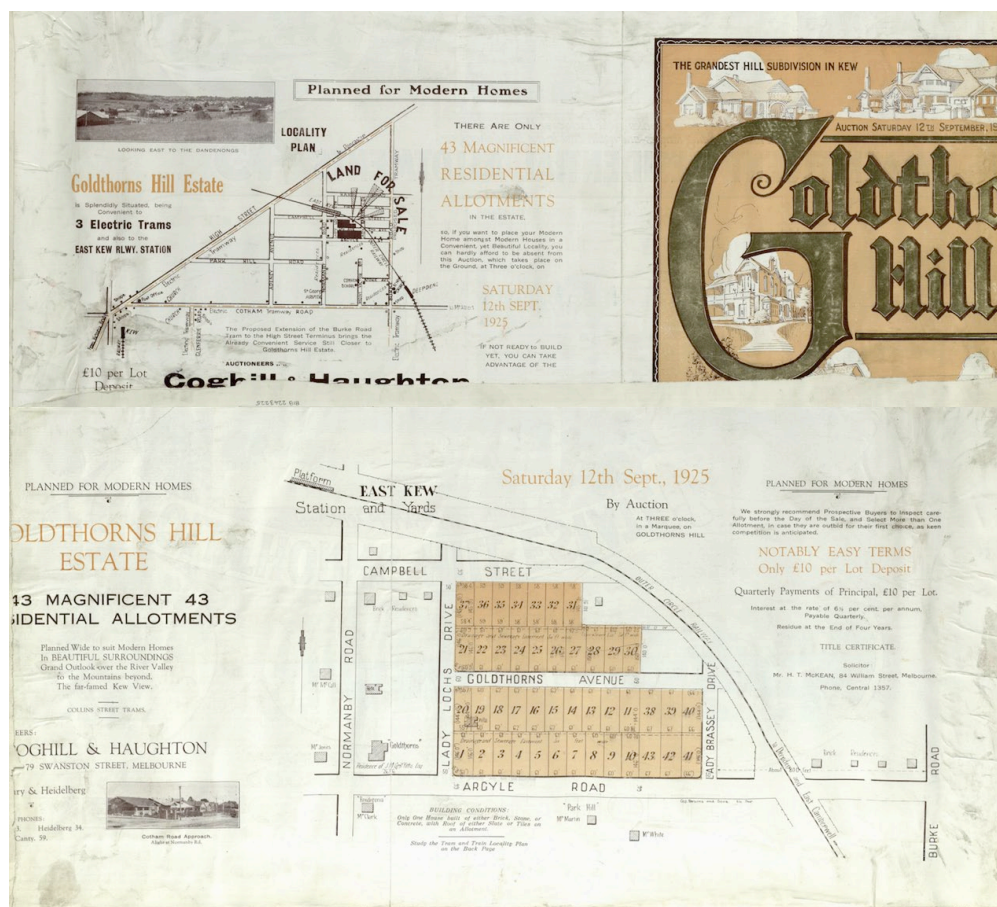 THE GRANDEST HILL SUBDIVISION IN KEW
AUCTION SATURDAY 12TH SEPTEMBER,
Goldtho
Hill
Planned for Modern Homes
LOOKING EAST TO THE DANDENONGS
LOCALITY
PLAN
LAND FOR SALE
Goldthorns Hill Estate
is Splendidly Situated, being
Convenient to
3 Electric Trams
and also to the
EAST KEW RLWY. STATION
HIGH STREET
CAMPBELL
PARK HILL ROAD
Electric COTHAM Tramway ROAD
KEW
The Proposed Extension of the Burke Road
Tram to the High Street Terminus brings the
Already Convenient Service Still Closer to
Goldthorns Hill Estate.
£10 per Lot
Deposit
AUCTIONEERS
Coghill & Haughton
THERE ARE ONLY
43 MAGNIFICENT
RESIDENTIAL
ALLOTMENTS
IN THE ESTATE,
so, if you want to place your Modern
Home amongst Modern Houses in a
Convenient, yet Beautiful Locality, you
can hardly afford to be absent from
this Auction, which takes place on
the Ground, at Three o'clock, on
SATURDAY
12th SEPT.
1925
IF NOT READY to BUILD
YET, YOU CAN TAKE
ADVANTAGE OF THE
PLANNED FOR MODERN HOMES
OLDTHORNS HILL
ESTATE
43 MAGNIFICENT 43
SIDENTIAL ALLOTMENTS
Planned Wide to suit Modern Homes
In BEAUTIFUL SURROUNDINGS
Grand Outlook over the River Valley
to the Mountains beyond.
The far-famed Kew View.
COLLINS STREET TRAMS.
EERS:
OGHILL & HAUGHTON
79 SWANSTON STREET, MELBOURNE
ry & Heidelberg
PHONES:
Heidelberg 34.
Canty. 59.
Cotham Road Approach.
Platform
EAST KEW
Station and Yards
Saturday 12th Sept., 1925
By Auction
At THREE o'clock,
in a Marquee, on
GOLDTHORNS HILL
PLANNED FOR MODERN HOMES
We strongly recommend Prospective Buyers to Inspect care-
fully before the Day of the Sale, and Select More than One
Allotment, in case they are outbid for their first choice, as keen
competition is anticipated.
NOTABLY EASY TERMS
Only £10 per Lot Deposit
Quarterly Payments of Principal, £10 per Lot.
Interest at the rate of 6½ per cent. per annum,
Payable Quarterly.
Residue at the End of Four Years.
TITLE CERTIFICATE.
Solicitor
Mr. H. T. McKEAN, 84 William Street, Melbourne.
Phone, Central 1357.
CAMPBELL STREET
OUTER CIRCLE RAILWAY
Brick Residences
37 36 35 34 33 32 31
21 22 23 24 25 26 27 28 29 30
GOLDTHORNS AVENUE
20 19 18 17 16 15 14 13 12 11 38 39 40
1 2 3 4 5 6 7 8 9 10 43 42 41
NORMANBY ROAD
LADY LOCHS DRIVE
LADY BRASSEY DRIVE
"Goldthorns"
ARGYLE ROAD
Brick Residences
BURKE ROAD
"Park Hill"
Mr White
BUILDING CONDITIONS:
Only One House built of either Brick, Stone, or
Concrete, with Roof of either Slate or Tiles on
an Allotment.
Study the Tram and Train Locality Plan
on the Back Page